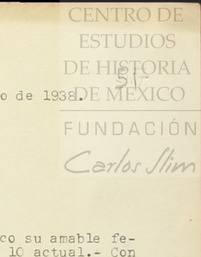 CENTRO DE
ESTUDIOS
DE HISTORIA
51-
o de 1938.
DE MÉXICO
FUNDACIÓN
Carlos Slim
co su amable fe-
10 actual.- Con